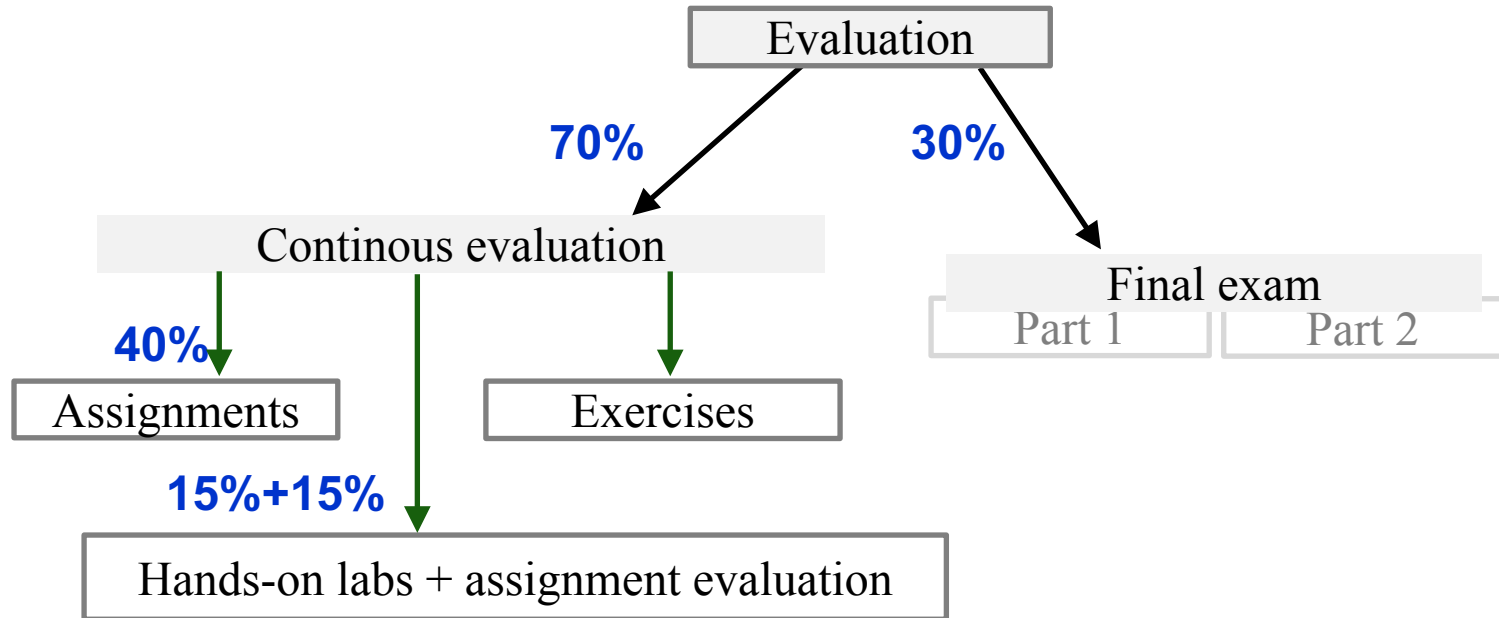 Evaluation
70%
30%
Continous evaluation
Final exam
Part 1
Part 2
40%
Assignments
Exercises
15%+15%
Hands-on labs + assignment evaluation